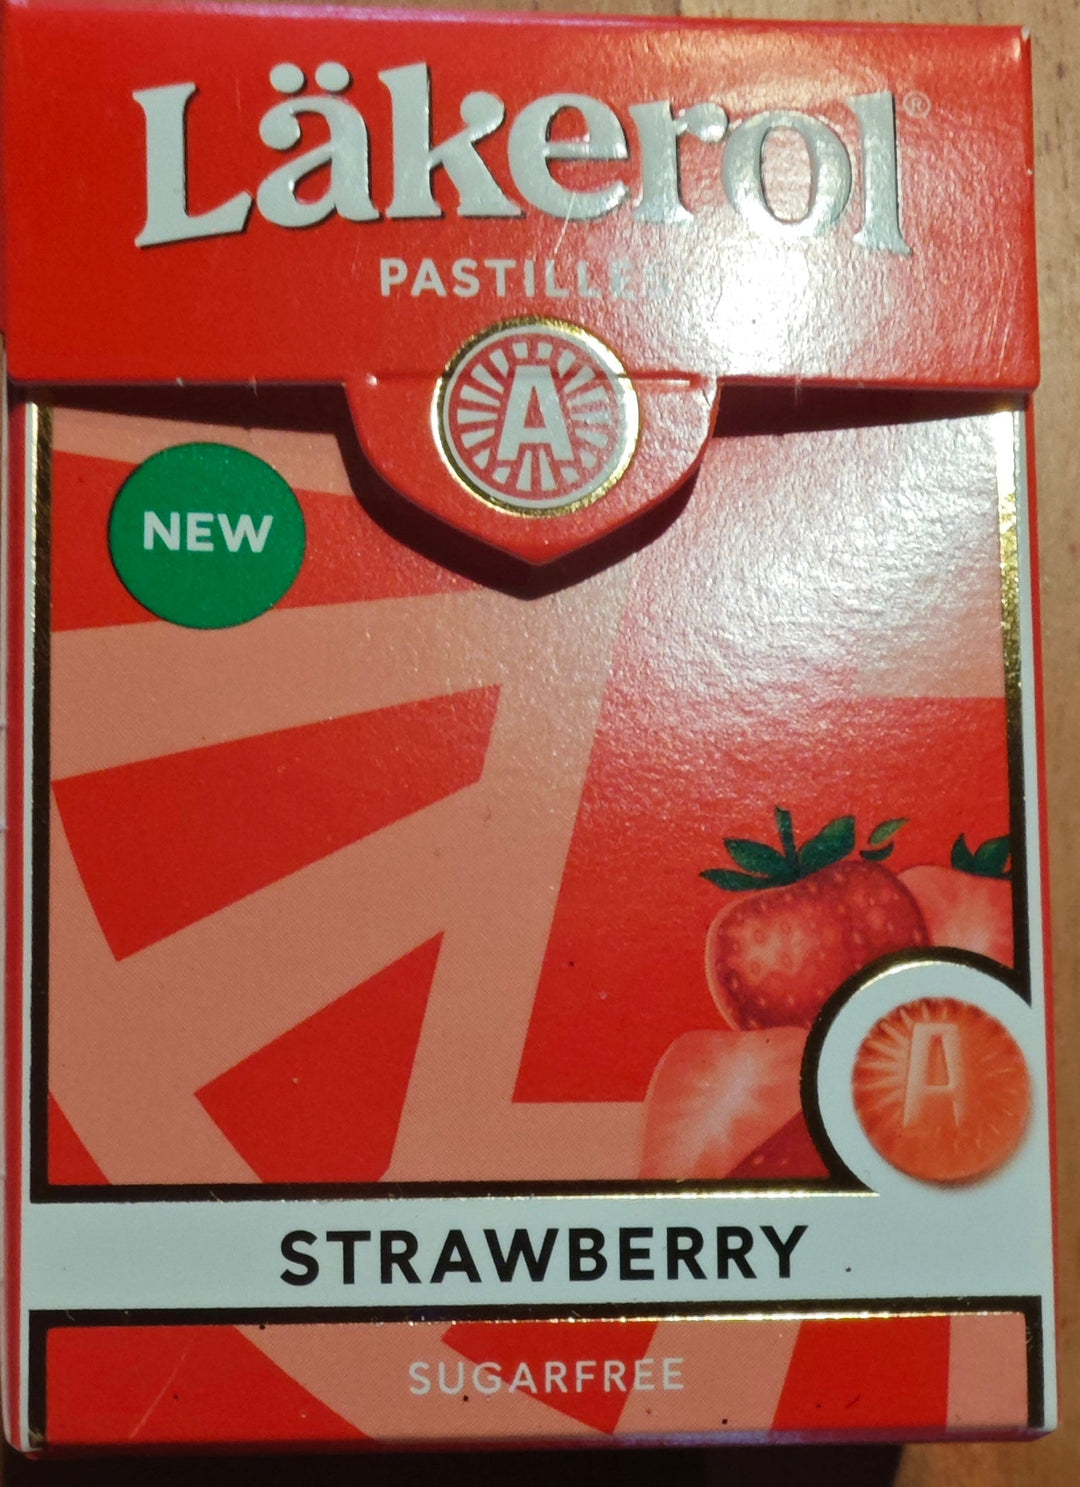 Läkerol®
PASTILLES
A
NEW
A
STRAWBERRY
SUGARFREE